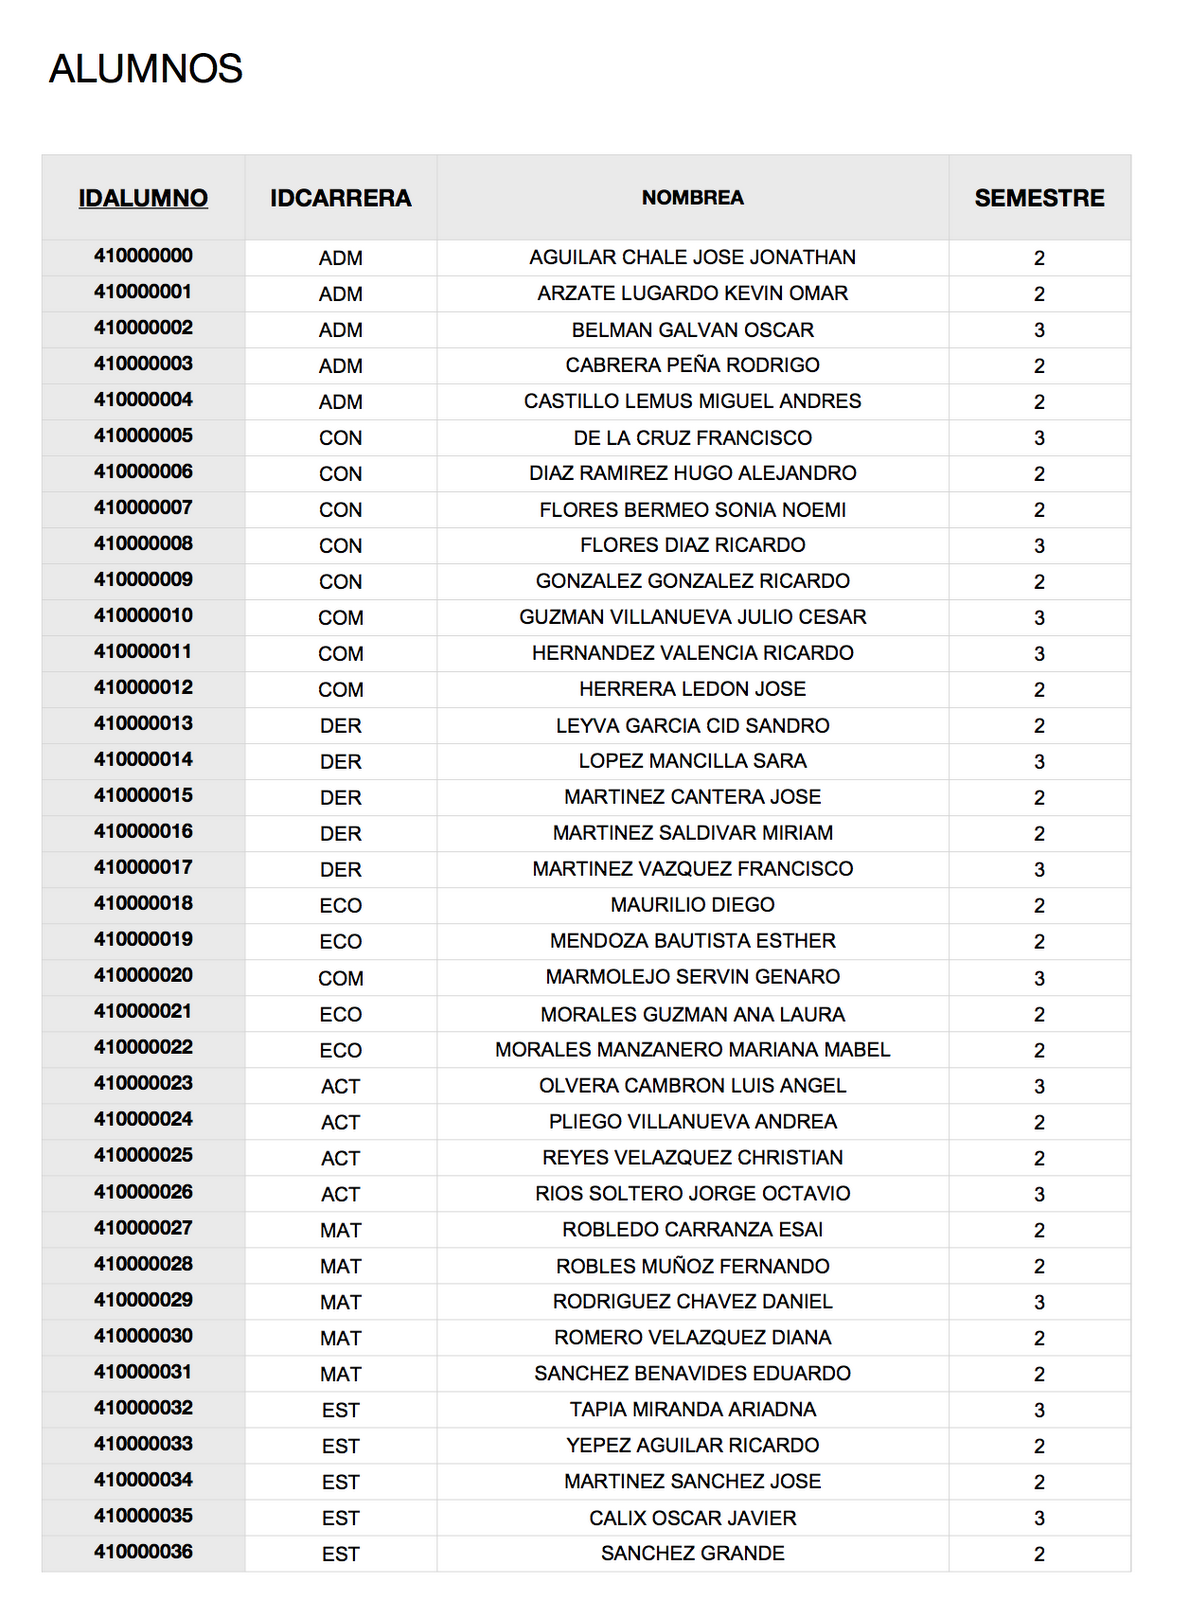 ALUMNOS
IDALUMNO IDCARRERA NOMBREA SEMESTRE
410000000 ADM AGUILAR CHALE JOSE JONATHAN 2
410000001 ADM ARZATE LUGARDO KEVIN OMAR 2
410000002 ADM BELMAN GALVAN OSCAR 3
410000003 ADM CABRERA PEÑA RODRIGO 2
410000004 ADM CASTILLO LEMUS MIGUEL ANDRES 2
410000005 CON DE LA CRUZ FRANCISCO 3
410000006 CON DIAZ RAMIREZ HUGO ALEJANDRO 2
410000007 CON FLORES BERMEO SONIA NOEMI 2
410000008 CON FLORES DIAZ RICARDO 3
410000009 CON GONZALEZ GONZALEZ RICARDO 2
410000010 COM GUZMAN VILLANUEVA JULIO CESAR 3
410000011 COM HERNANDEZ VALENCIA RICARDO 3
410000012 COM HERRERA LEDON JOSE 2
410000013 DER LEYVA GARCIA CID SANDRO 2
410000014 DER LOPEZ MANCILLA SARA 3
410000015 DER MARTINEZ CANTERA JOSE 2
410000016 DER MARTINEZ SALDIVAR MIRIAM 2
410000017 DER MARTINEZ VAZQUEZ FRANCISCO 3
410000018 ECO MAURILIO DIEGO 2
410000019 ECO MENDOZA BAUTISTA ESTHER 2
410000020 COM MARMOLEJO SERVIN GENARO 3
410000021 ECO MORALES GUZMAN ANA LAURA 2
410000022 ECO MORALES MANZANERO MARIANA MABEL 2
410000023 ACT OLVERA CAMBRON LUIS ANGEL 3
410000024 ACT PLIEGO VILLANUEVA ANDREA 2
410000025 ACT REYES VELAZQUEZ CHRISTIAN 2
410000026 ACT RIOS SOLTERO JORGE OCTAVIO 3
410000027 MAT ROBLEDO CARRANZA ESAI 2
410000028 MAT ROBLES MUÑOZ FERNANDO 2
410000029 MAT RODRIGUEZ CHAVEZ DANIEL 3
410000030 MAT ROMERO VELAZQUEZ DIANA 2
410000031 MAT SANCHEZ BENAVIDES EDUARDO 2
410000032 EST TAPIA MIRANDA ARIADNA 3
410000033 EST YEPEZ AGUILAR RICARDO 2
410000034 EST MARTINEZ SANCHEZ JOSE 2
410000035 EST CALIX OSCAR JAVIER 3
410000036 EST SANCHEZ GRANDE 2